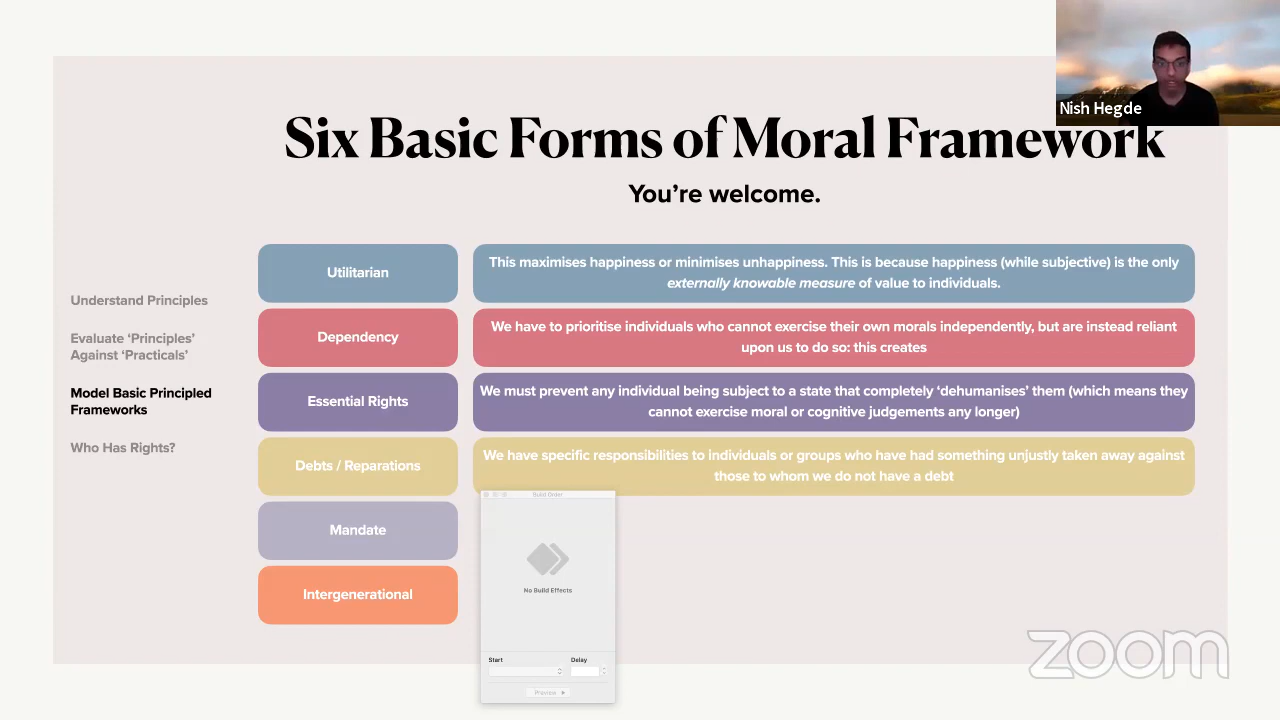 Nish Hegde
Six Basic Forms of Moral Framework
You're welcome.
Understand Principles
Evaluate 'Principles'
Against 'Practicals'
Model Basic Principled
Frameworks
Who Has Rights?
Utilitarian
This maximises happiness or minimises unhappiness. This is because happiness (while subjective) is the only
externally knowable measure of value to individuals.
Dependency
We have to prioritise individuals who cannot exercise their own morals independently, but are instead reliant
upon us to do so: this creates
Essential Rights
We must prevent any individual being subject to a state that completely 'dehumanises' them (which means they
cannot exercise moral or cognitive judgements any longer)
Debts / Reparations
We have specific responsibilities to individuals or groups who have had something unjustly taken away against
those to whom we do not have a debt
Mandate
Intergenerational
Build Order
No Build Effects
Start
Delay
Preview
zoom